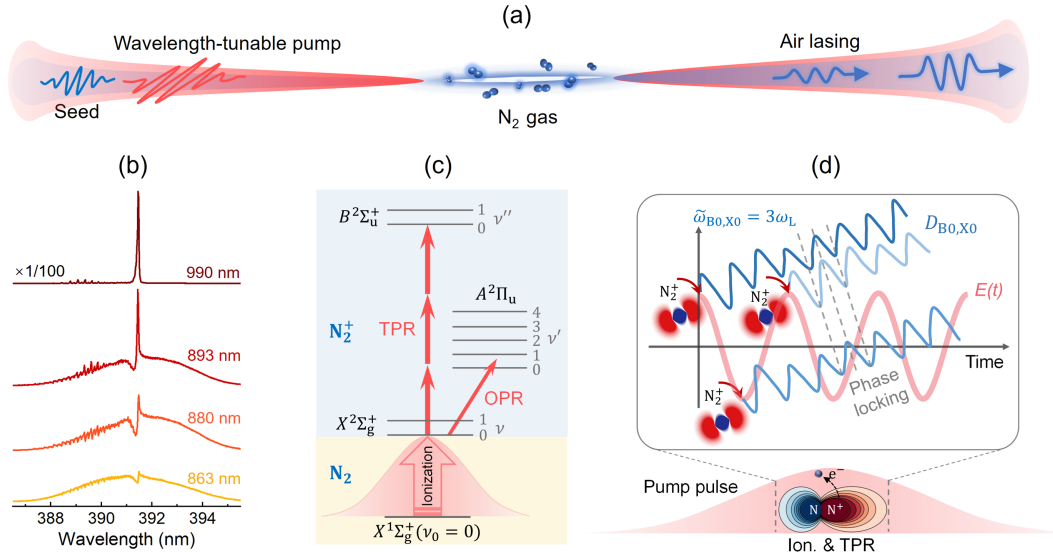 (a)
Wavelength-tunable pump
Seed
N₂ gas
Air lasing
(b)
×1/100
990 nm
893 nm
880 nm
863 nm
388 390 392 394
Wavelength (nm)
(c)
B²Σᵤ⁺
1
0
ν′′
A²Πᵤ
4
3
2
1
0
ν′
N₂⁺
TPR
OPR
X²Σg⁺
1
0
ν
N₂
Ionization
X¹Σg⁺(ν₀ = 0)
(d)
ω̃B0,X0 = 3ωL
DB0,X0
N₂⁺
N₂⁺
E(t)
Time
N₂⁺
Phase locking
Pump pulse
e⁻
N N⁺
Ion. & TPR